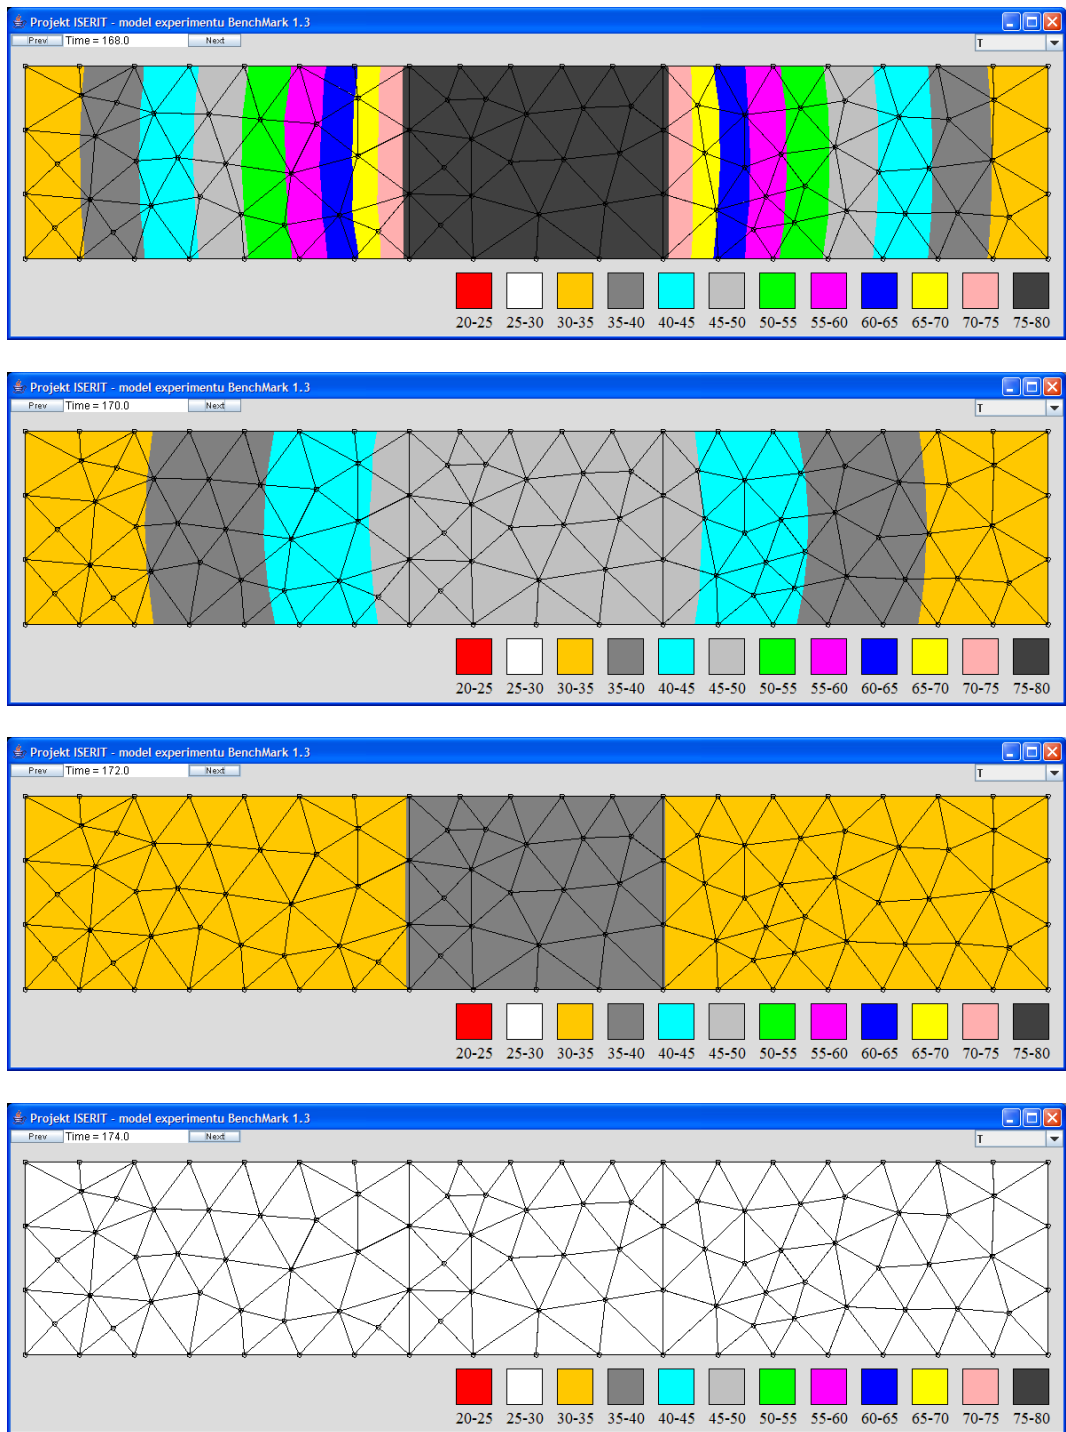 Projekt ISERIT - model experimentu BenchMark 1.3
Prev Time = 168.0 Next T
20-25 25-30 30-35 35-40 40-45 45-50 50-55 55-60 60-65 65-70 70-75 75-80
Projekt ISERIT - model experimentu BenchMark 1.3
Prev Time = 170.0 Next T
20-25 25-30 30-35 35-40 40-45 45-50 50-55 55-60 60-65 65-70 70-75 75-80
Projekt ISERIT - model experimentu BenchMark 1.3
Prev Time = 172.0 Next T
20-25 25-30 30-35 35-40 40-45 45-50 50-55 55-60 60-65 65-70 70-75 75-80
Projekt ISERIT - model experimentu BenchMark 1.3
Prev Time = 174.0 Next T
20-25 25-30 30-35 35-40 40-45 45-50 50-55 55-60 60-65 65-70 70-75 75-80